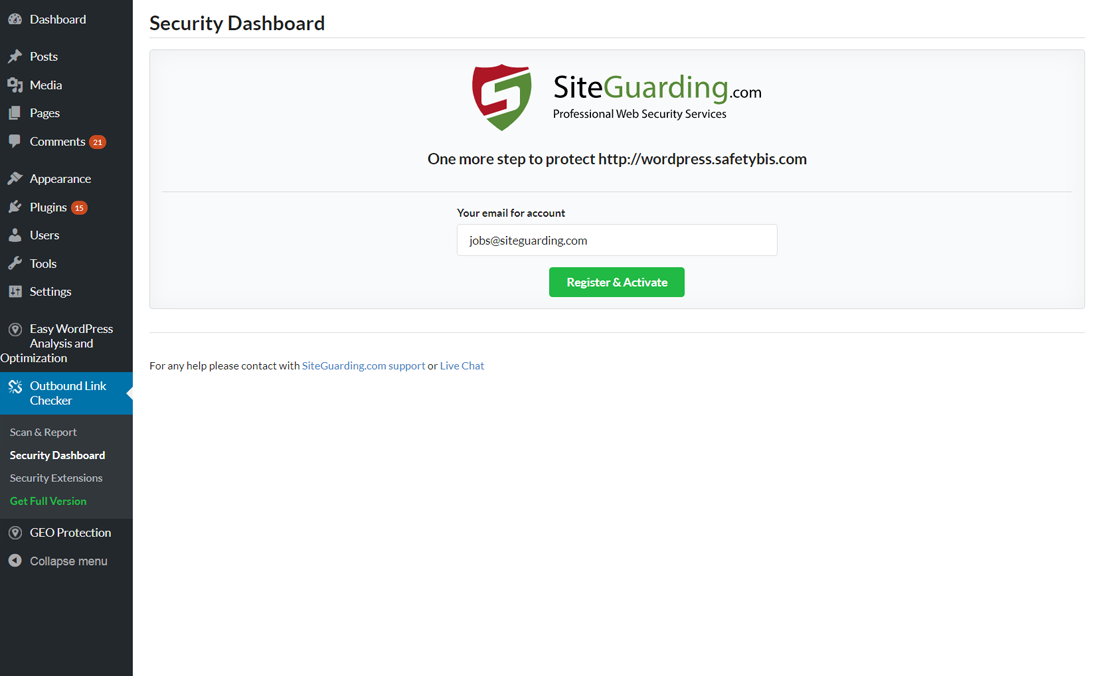 Dashboard
Posts
Media
Pages
Comments 21
Appearance
Plugins 15
Users
Tools
Settings
Easy WordPress
Analysis and
Optimization
Outbound Link
Checker
Scan & Report
Security Dashboard
Security Extensions
Get Full Version
GEO Protection
Collapse menu
Security Dashboard
SiteGuarding.com
Professional Web Security Services
One more step to protect http://wordpress.safetybis.com
Your email for account
jobs@siteguarding.com
Register & Activate
For any help please contact with SiteGuarding.com support or Live Chat